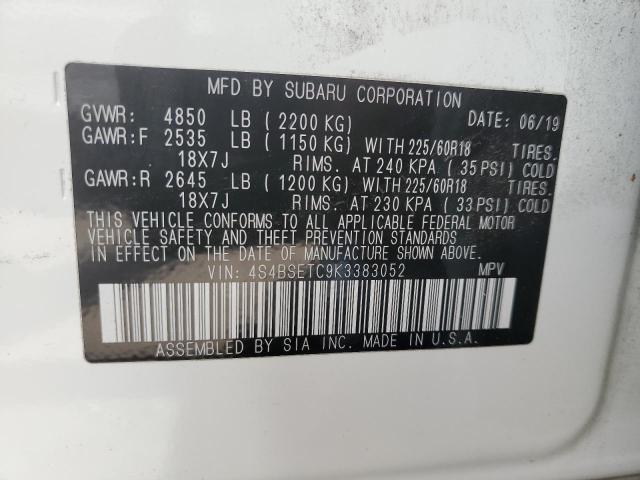 MFD BY SUBARU CORPORATION
GVWR: 4850 LB ( 2200 KG) DATE: 06/19
GAWR:F 2535 LB ( 1150 KG) WITH 225/60R18 TIRES.
18X7J RIMS. AT 240 KPA ( 35 PSI) COLD
GAWR:R 2645 LB ( 1200 KG) WITH 225/60R18 TIRES.
18X7J RIMS. AT 230 KPA ( 33 PSI) COLD
THIS VEHICLE CONFORMS TO ALL APPLICABLE FEDERAL MOTOR
VEHICLE SAFETY AND THEFT PREVENTION STANDARDS
IN EFFECT ON THE DATE OF MANUFACTURE SHOWN ABOVE.
VIN: 4S4BSETC9K3383052 MPV
ASSEMBLED BY SIA INC. MADE IN U.S.A.